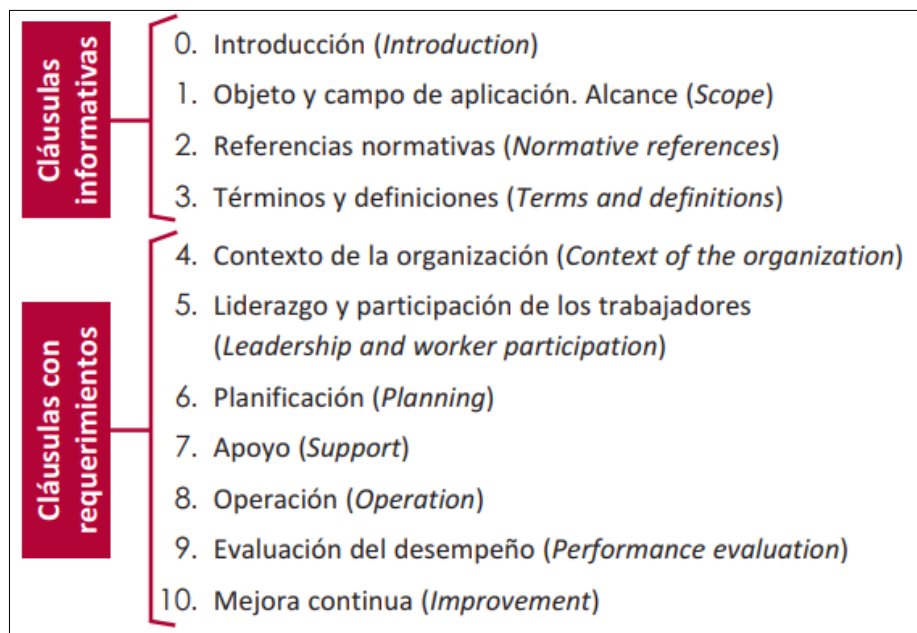 Cláusulas
informativas
0. Introducción (Introduction)
1. Objeto y campo de aplicación. Alcance (Scope)
2. Referencias normativas (Normative references)
3. Términos y definiciones (Terms and definitions)
Cláusulas con
requerimientos
4. Contexto de la organización (Context of the organization)
5. Liderazgo y participación de los trabajadores
(Leadership and worker participation)
6. Planificación (Planning)
7. Apoyo (Support)
8. Operación (Operation)
9. Evaluación del desempeño (Performance evaluation)
10. Mejora continua (Improvement)